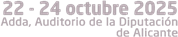 22 - 24 octubre 2025
Adda, Auditorio de la Diputación
de Alicante